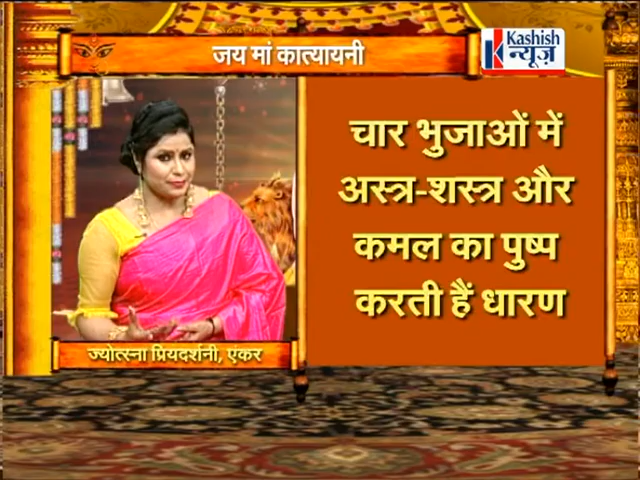 जय मां कात्यायनी
Kashish
न्यूज़
चार भुजाओं में
अस्त्र-शस्त्र और
कमल का पुष्प
करती हैं धारण
ज्योत्स्ना प्रियदर्शनी, एंकर